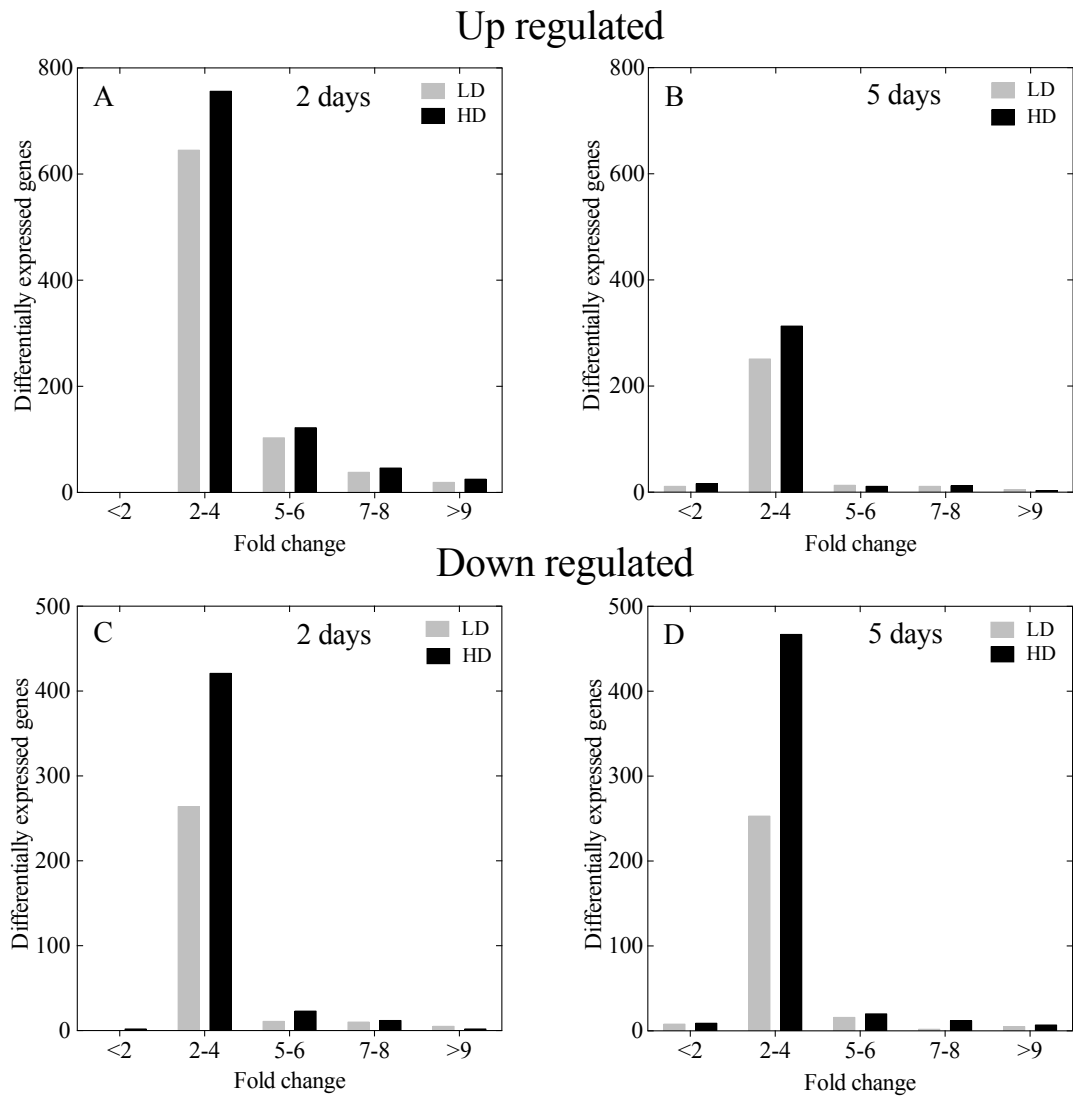 Up regulated
A
2 days
LD
HD
Differentially expressed genes
800
600
400
200
0
<2 2-4 5-6 7-8 >9
Fold change
B
5 days
LD
HD
Differentially expressed genes
800
600
400
200
0
<2 2-4 5-6 7-8 >9
Fold change
Down regulated
C
2 days
LD
HD
Differentially expressed genes
500
400
300
200
100
0
<2 2-4 5-6 7-8 >9
Fold change
D
5 days
LD
HD
Differentially expressed genes
500
400
300
200
100
0
<2 2-4 5-6 7-8 >9
Fold change